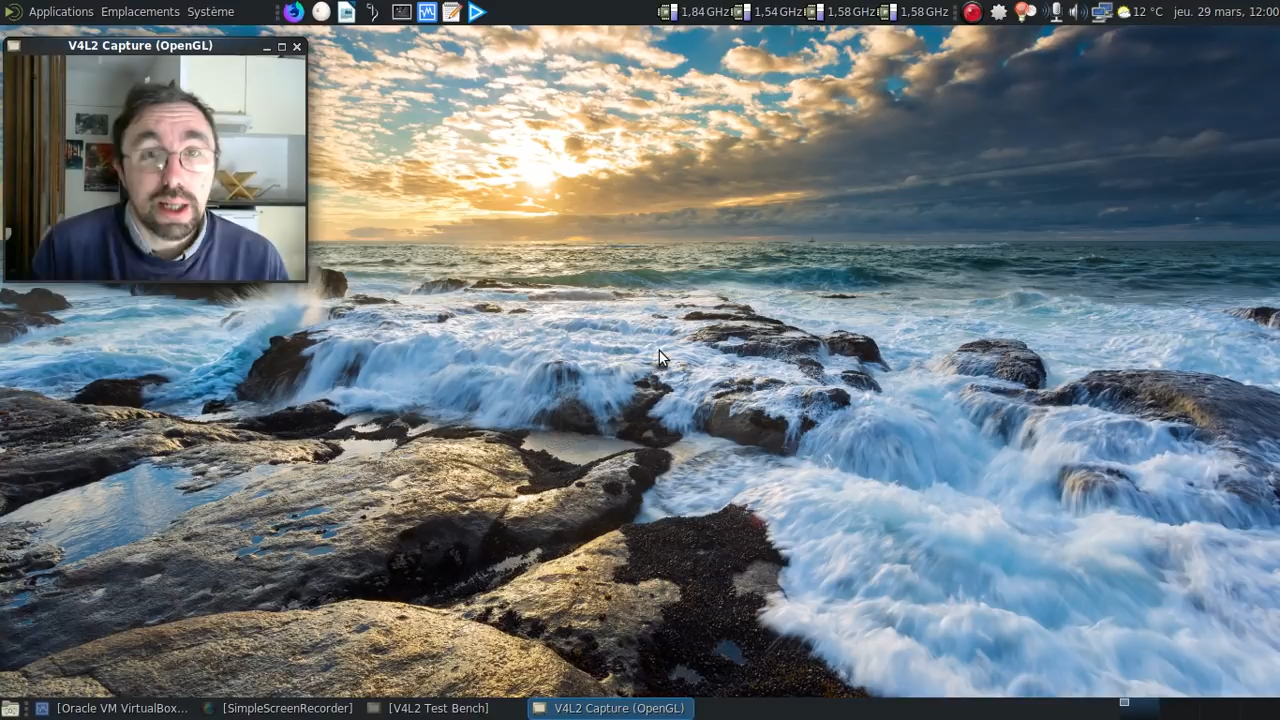 Applications Emplacements Système 1,84 GHz 1,54 GHz 1,58 GHz 1,58 GHz 12 °C jeu. 29 mars, 12:00
V4L2 Capture (OpenGL)
[Oracle VM VirtualBox... [SimpleScreenRecorder] [V4L2 Test Bench] V4L2 Capture (OpenGL)